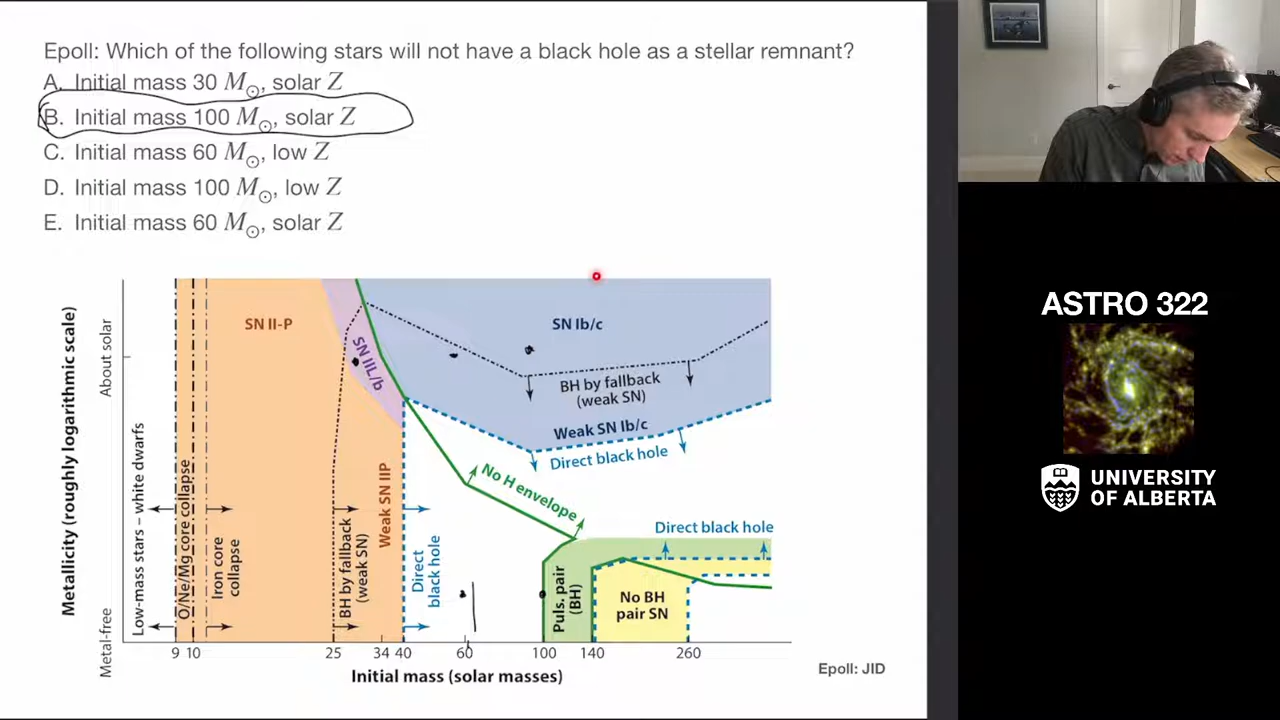 Epoll: Which of the following stars will not have a black hole as a stellar remnant?
A. Initial mass 30 M⊙, solar Z
B. Initial mass 100 M⊙, solar Z
C. Initial mass 60 M⊙, low Z
D. Initial mass 100 M⊙, low Z
E. Initial mass 60 M⊙, solar Z
Metallicity (roughly logarithmic scale)
About solar
Metal-free
SN II-P
SN IIL/b
SN Ib/c
BH by fallback
(weak SN)
Weak SN Ib/c
Direct black hole
No H envelope
Direct black hole
Low-mass stars – white dwarfs
O/Ne/Mg core collapse
Iron core
collapse
BH by fallback
(weak SN)
Weak SN IIP
Direct
black hole
Puls. pair
(BH)
No BH
pair SN
9 10 25 34 40 60 100 140 260
Initial mass (solar masses)
Epoll: JID
ASTRO 322
UNIVERSITY
OF ALBERTA